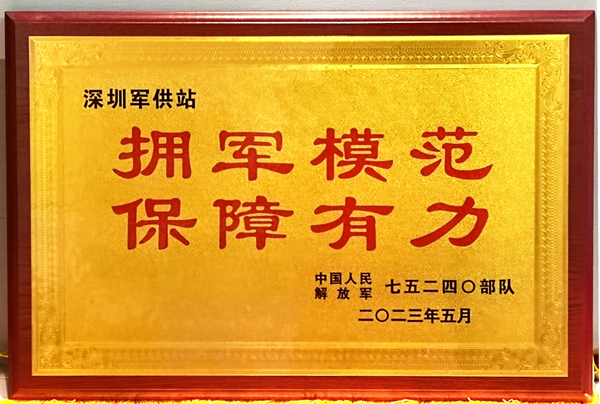 深圳军供站
拥军模范
保障有力
中国人民解放军 七五二四〇部队
二〇二三年五月